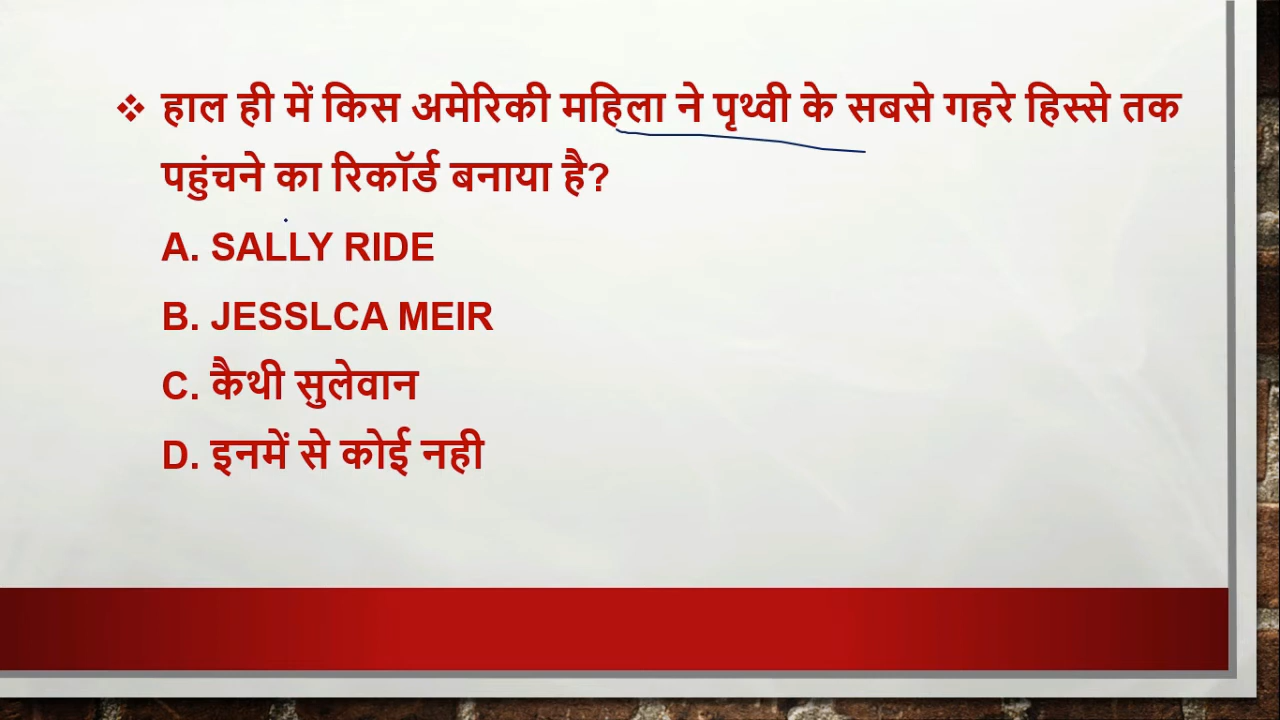 ❖ हाल ही में किस अमेरिकी महिला ने पृथ्वी के सबसे गहरे हिस्से तक
पहुंचने का रिकॉर्ड बनाया है?
A. SALLY RIDE
B. JESSLCA MEIR
C. कैथी सुलेवान
D. इनमें से कोई नही